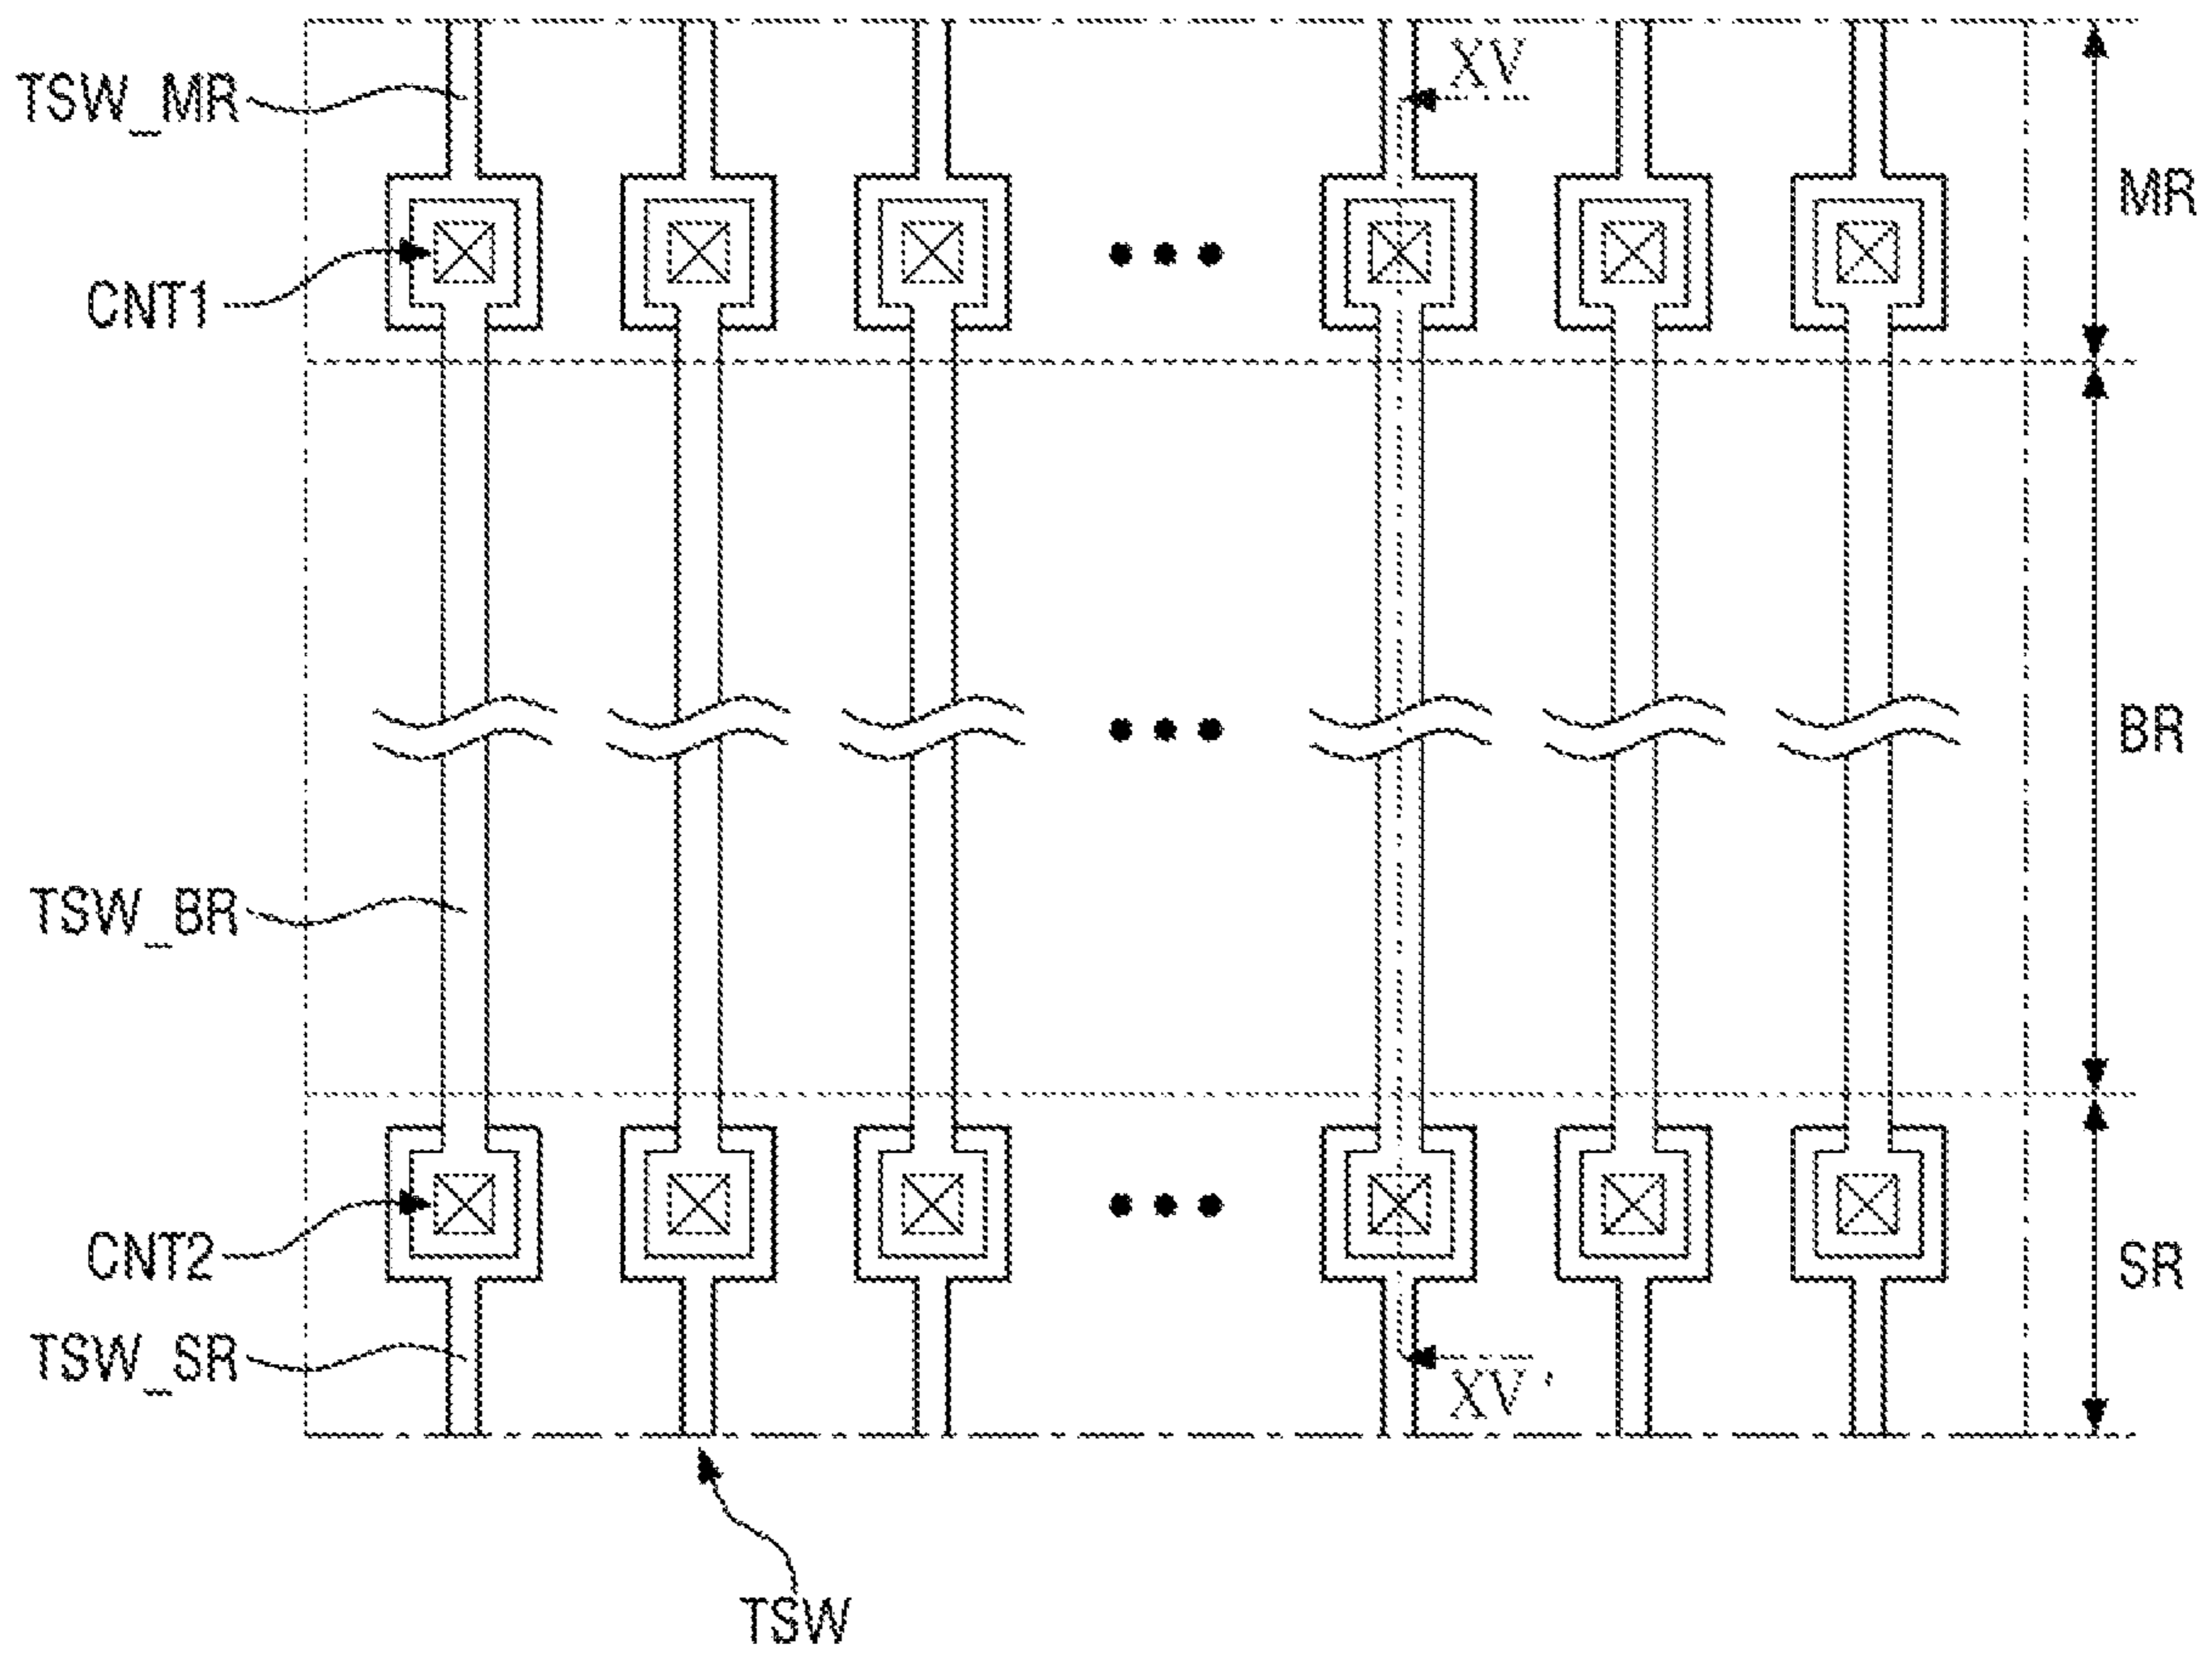 XV
TSW_MR
MR
CNT1
BR
TSW_BR
CNT2
SR
TSW_SR
XV'
TSW